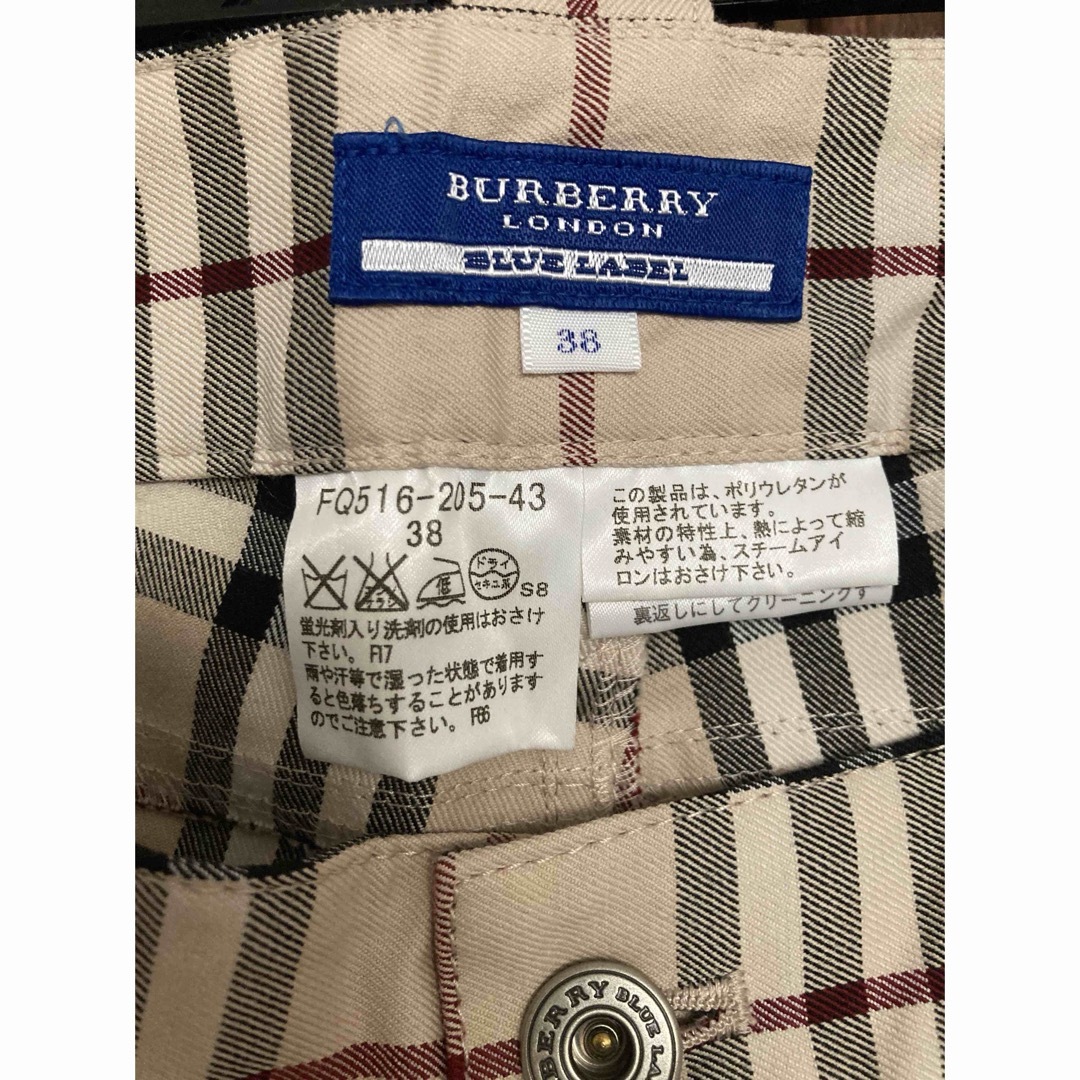 BURBERRY
LONDON
BLUE LABEL
38
FQ516-205-43
38
低
ドライ
セキユ系
S8
蛍光剤入り洗剤の使用はおさけ
下さい。F17
雨や汗等で湿った状態で着用す
ると色落ちすることがあります
のでご注意下さい。F66
この製品は、ポリウレタンが
使用されています。
素材の特性上、熱によって縮
みやすい為、スチームアイ
ロンはおさけ下さい。
裏返しにしてクリーニングす
BERRY BLUE LA